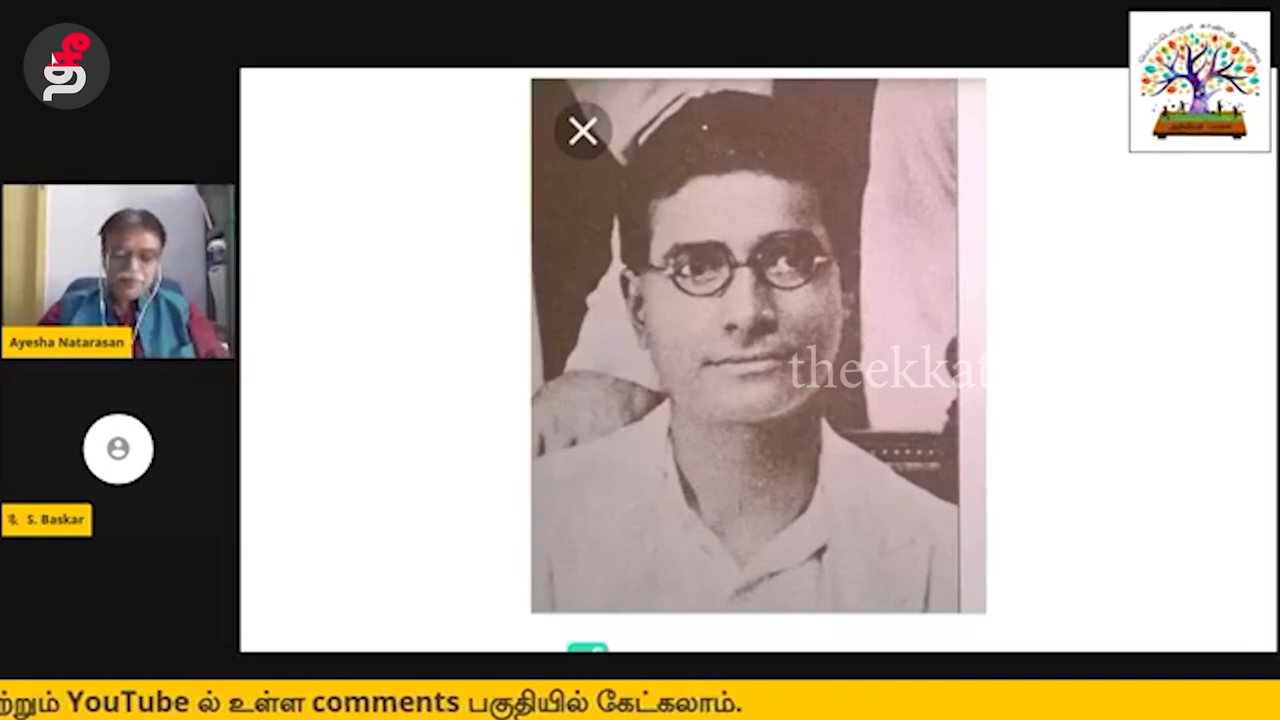 Ayesha Natarasan
S. Baskar
theekkat
ற்றும் YouTube ல் உள்ள comments பகுதியில் கேட்கலாம்.